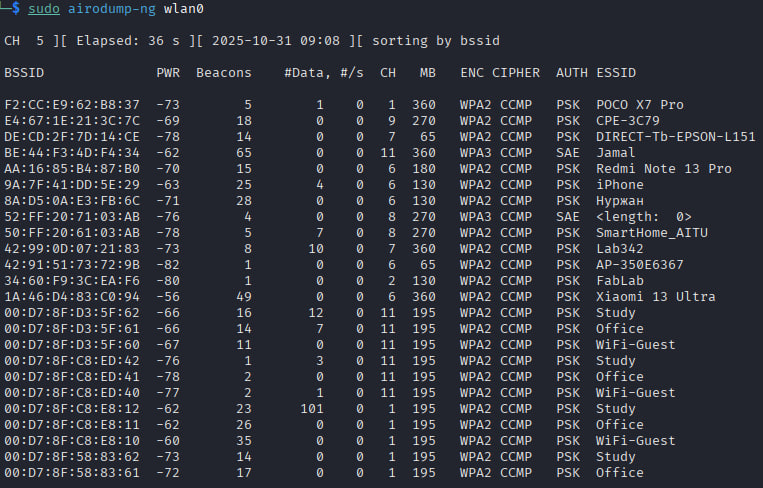 └─$ sudo airodump-ng wlan0
CH 5 ][ Elapsed: 36 s ][ 2025-10-31 09:08 ][ sorting by bssid
BSSID PWR Beacons #Data, #/s CH MB ENC CIPHER AUTH ESSID
F2:CC:E9:62:B8:37 -73 5 1 0 1 360 WPA2 CCMP PSK POCO X7 Pro
E4:67:1E:21:3C:7C -69 18 0 0 9 270 WPA2 CCMP PSK CPE-3C79
DE:CD:2F:7D:14:CE -78 14 0 0 7 65 WPA2 CCMP PSK DIRECT-Tb-EPSON-L151
BE:44:F3:4D:F4:34 -62 65 0 0 11 360 WPA3 CCMP SAE Jamal
AA:16:85:B4:87:B0 -70 15 0 0 6 180 WPA2 CCMP PSK Redmi Note 13 Pro
9A:7F:41:DD:5E:29 -63 25 4 0 6 130 WPA2 CCMP PSK iPhone
8A:D5:0A:E3:FB:6C -71 28 0 0 6 130 WPA2 CCMP PSK Нуржан
52:FF:20:71:03:AB -76 4 0 0 8 270 WPA3 CCMP SAE <length: 0>
50:FF:20:61:03:AB -78 5 7 0 8 270 WPA2 CCMP PSK SmartHome_AITU
42:99:0D:07:21:83 -73 8 10 0 7 360 WPA2 CCMP PSK Lab342
42:91:51:73:72:9B -82 1 0 0 6 65 WPA2 CCMP PSK AP-350E6367
34:60:F9:3C:EA:F6 -80 1 0 0 2 130 WPA2 CCMP PSK FabLab
1A:46:D4:83:C0:94 -56 49 0 0 6 360 WPA2 CCMP PSK Xiaomi 13 Ultra
00:D7:8F:D3:5F:62 -66 16 12 0 11 195 WPA2 CCMP PSK Study
00:D7:8F:D3:5F:61 -66 14 7 0 11 195 WPA2 CCMP PSK Office
00:D7:8F:D3:5F:60 -67 11 0 0 11 195 WPA2 CCMP PSK WiFi-Guest
00:D7:8F:C8:ED:42 -76 1 3 0 11 195 WPA2 CCMP PSK Study
00:D7:8F:C8:ED:41 -78 2 0 0 11 195 WPA2 CCMP PSK Office
00:D7:8F:C8:ED:40 -77 2 1 0 11 195 WPA2 CCMP PSK WiFi-Guest
00:D7:8F:C8:E8:12 -62 23 101 0 1 195 WPA2 CCMP PSK Study
00:D7:8F:C8:E8:11 -62 26 0 0 1 195 WPA2 CCMP PSK Office
00:D7:8F:C8:E8:10 -60 35 0 0 1 195 WPA2 CCMP PSK WiFi-Guest
00:D7:8F:58:83:62 -73 14 0 0 1 195 WPA2 CCMP PSK Study
00:D7:8F:58:83:61 -72 17 0 0 1 195 WPA2 CCMP PSK Office